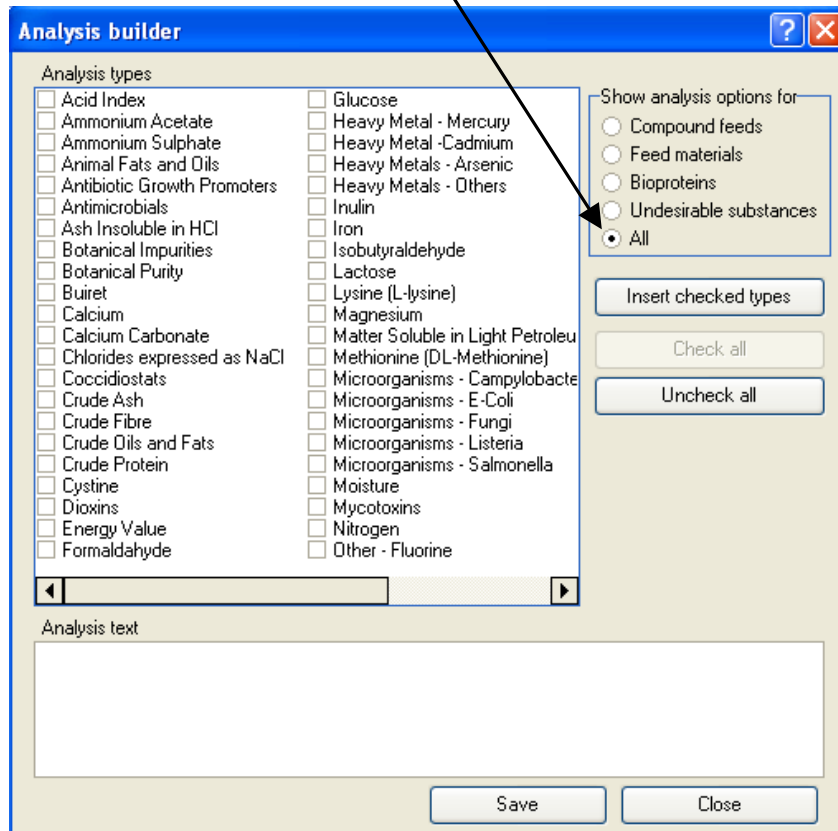 Analysis builder
Analysis types
Acid Index
Ammonium Acetate
Ammonium Sulphate
Animal Fats and Oils
Antibiotic Growth Promoters
Antimicrobials
Ash Insoluble in HCl
Botanical Impurities
Botanical Purity
Buiret
Calcium
Calcium Carbonate
Chlorides expressed as NaCl
Coccidiostats
Crude Ash
Crude Fibre
Crude Oils and Fats
Crude Protein
Cystine
Dioxins
Energy Value
Formaldahyde
Glucose
Heavy Metal - Mercury
Heavy Metal -Cadmium
Heavy Metals - Arsenic
Heavy Metals - Others
Inulin
Iron
Isobutyraldehyde
Lactose
Lysine (L-lysine)
Magnesium
Matter Soluble in Light Petroleu
Methionine (DL-Methionine)
Microorganisms - Campylobacte
Microorganisms - E-Coli
Microorganisms - Fungi
Microorganisms - Listeria
Microorganisms - Salmonella
Moisture
Mycotoxins
Nitrogen
Other - Fluorine
Show analysis options for
Compound feeds
Feed materials
Bioproteins
Undesirable substances
All
Insert checked types
Check all
Uncheck all
Analysis text
Save
Close